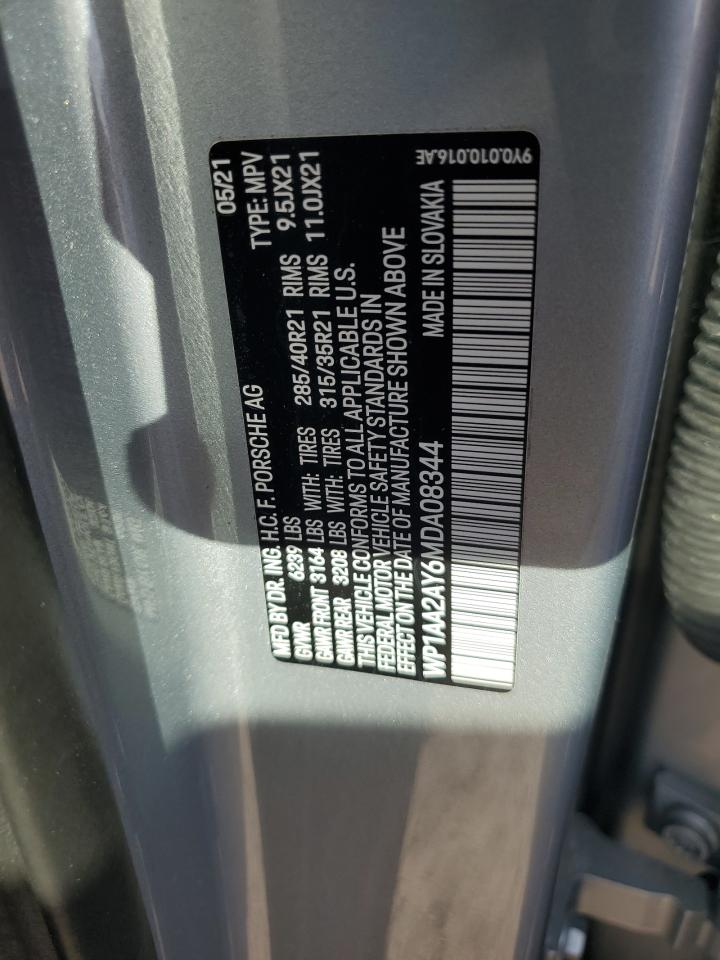 MFD BY DR. ING. H.C. F. PORSCHE AG 05/21
GVWR 6239 LBS TYPE: MPV
GAWR FRONT 3164 LBS WITH: TIRES 285/40R21 RIMS 9.5JX21
GAWR REAR 3208 LBS WITH: TIRES 315/35R21 RIMS 11.0JX21
THIS VEHICLE CONFORMS TO ALL APPLICABLE U.S.
FEDERAL MOTOR VEHICLE SAFETY STANDARDS IN
EFFECT ON THE DATE OF MANUFACTURE SHOWN ABOVE
WP1AA2AY6MDA08344 MADE IN SLOVAKIA
9Y0.010.016.AE